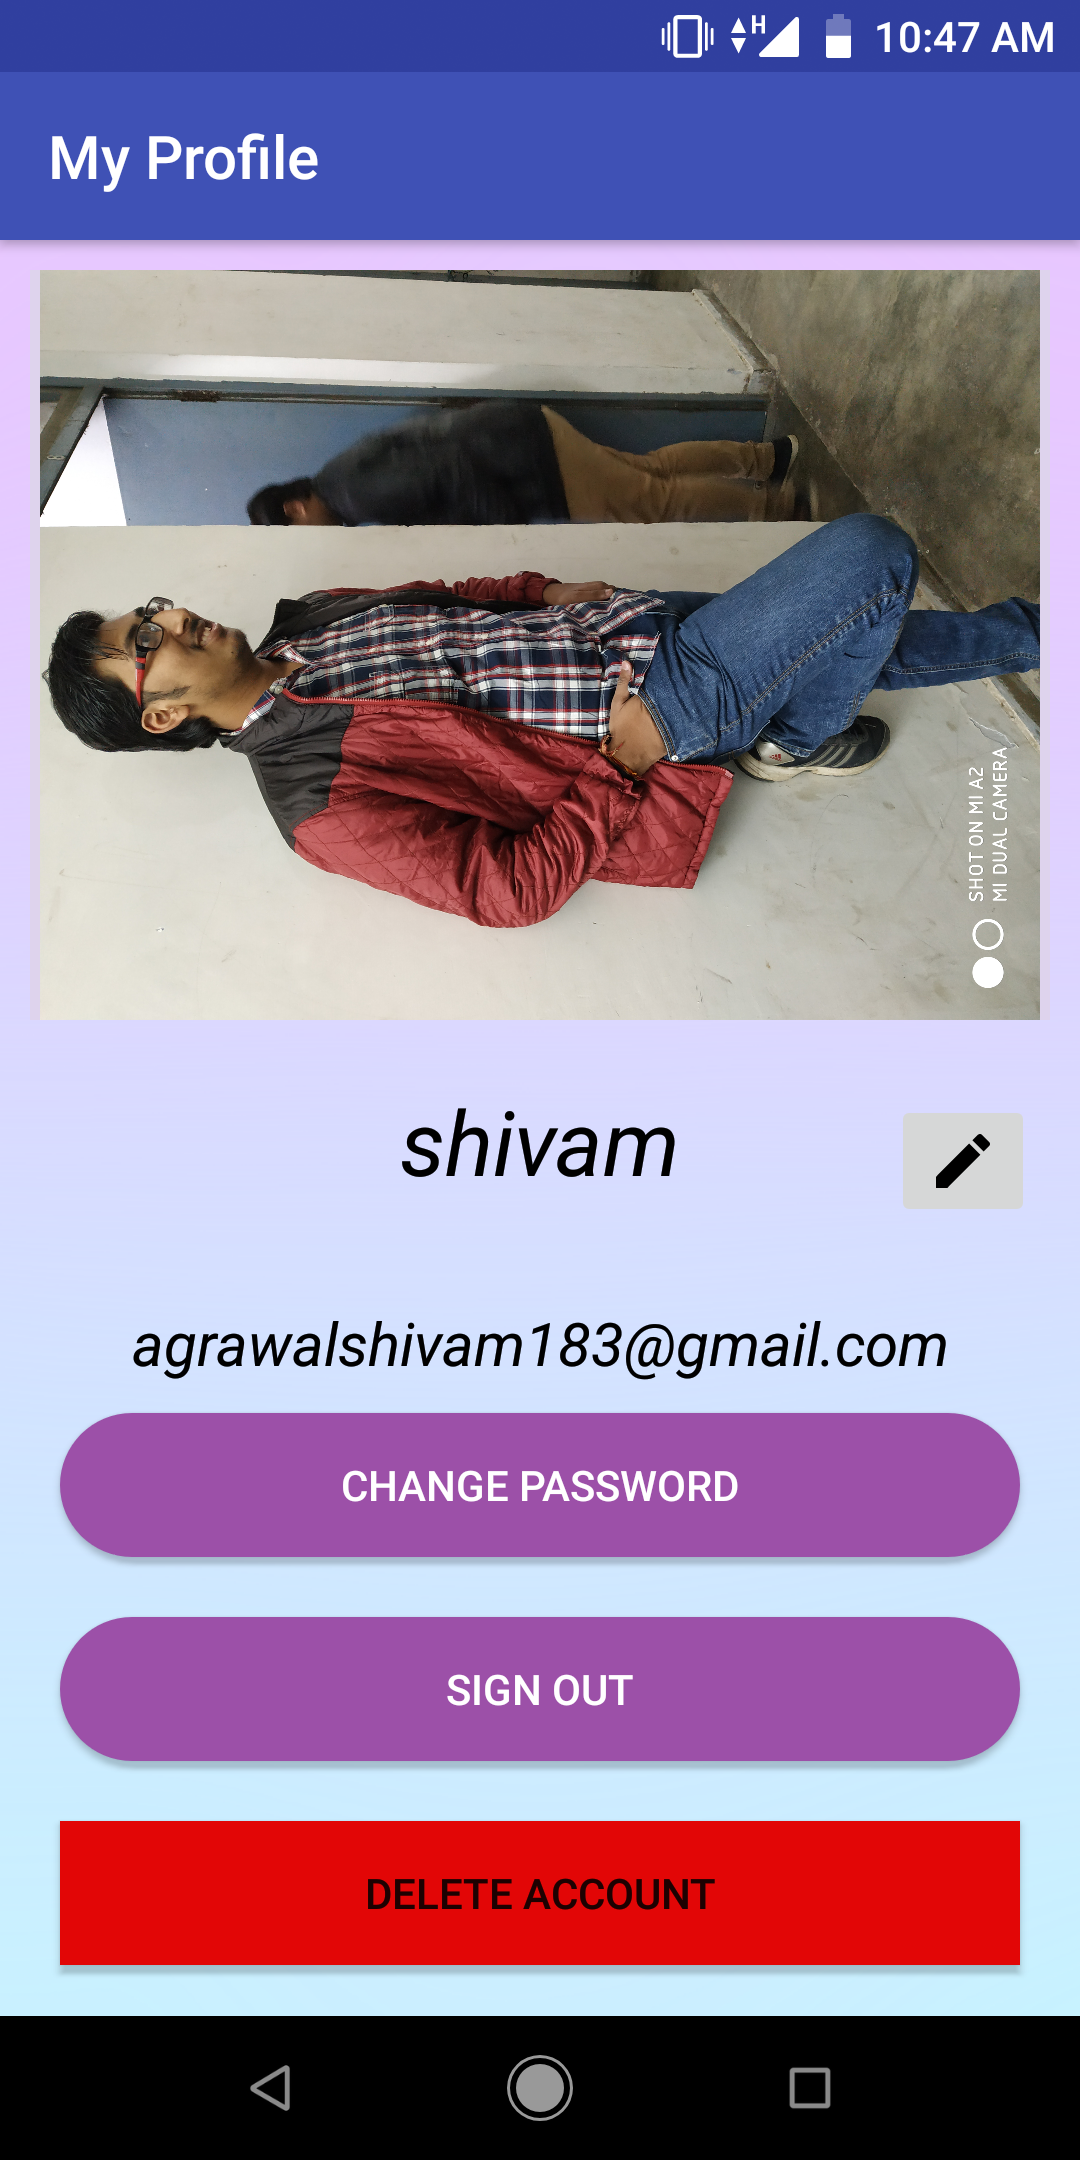 H 10:47 AM
My Profile
SHOT ON MI A2
MI DUAL CAMERA
shivam
agrawalshivam183@gmail.com
CHANGE PASSWORD
SIGN OUT
DELETE ACCOUNT